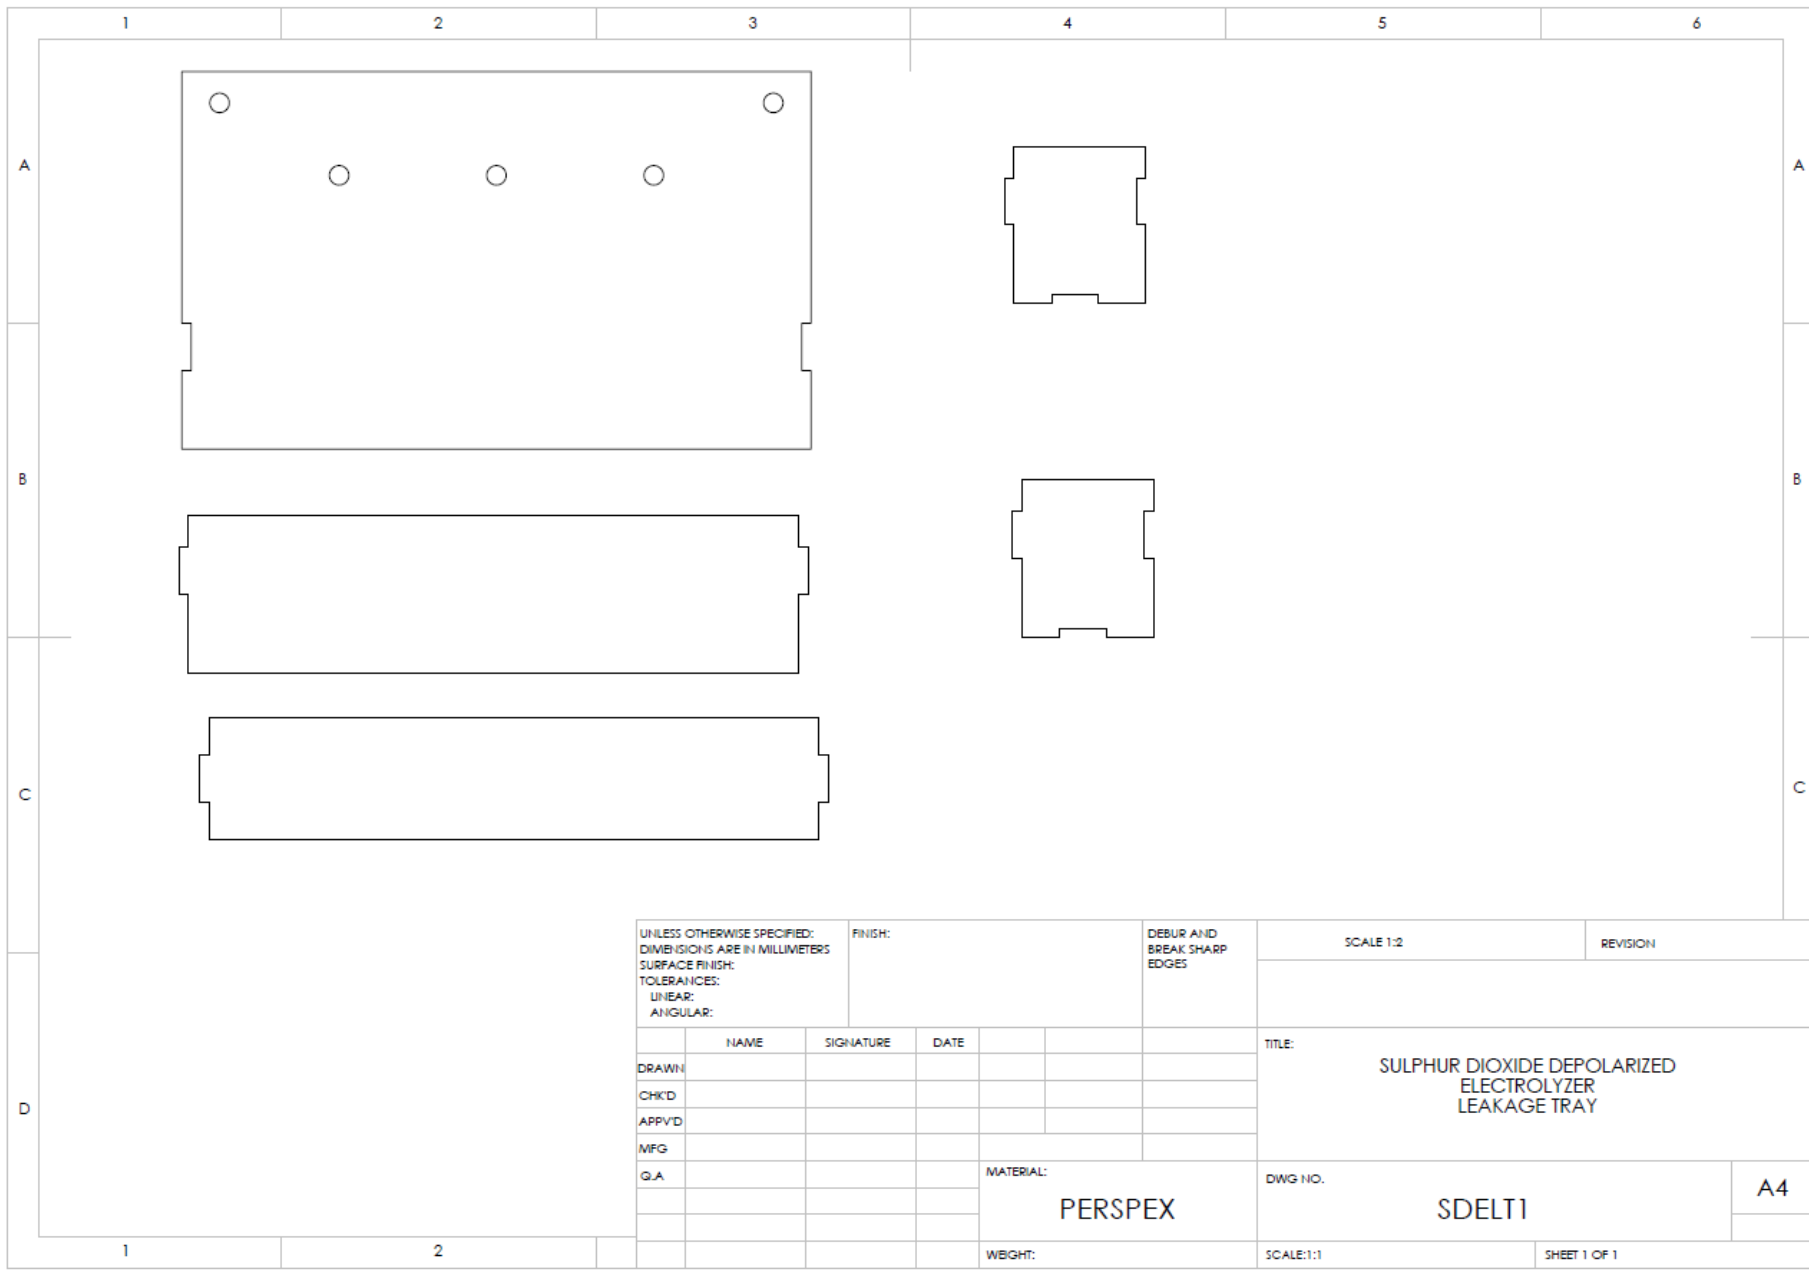 1 2 3 4 5 6
A A
B B
C C
D
UNLESS OTHERWISE SPECIFIED:
DIMENSIONS ARE IN MILLIMETERS
SURFACE FINISH:
TOLERANCES:
LINEAR:
ANGULAR:
FINISH:
DEBUR AND
BREAK SHARP
EDGES
SCALE 1:2
REVISION
NAME SIGNATURE DATE
DRAWN
CHK'D
APPV'D
MFG
Q.A
TITLE:
SULPHUR DIOXIDE DEPOLARIZED
ELECTROLYZER
LEAKAGE TRAY
MATERIAL:
PERSPEX
DWG NO.
SDELT1
A4
WEIGHT:
SCALE:1:1
SHEET 1 OF 1
1 2